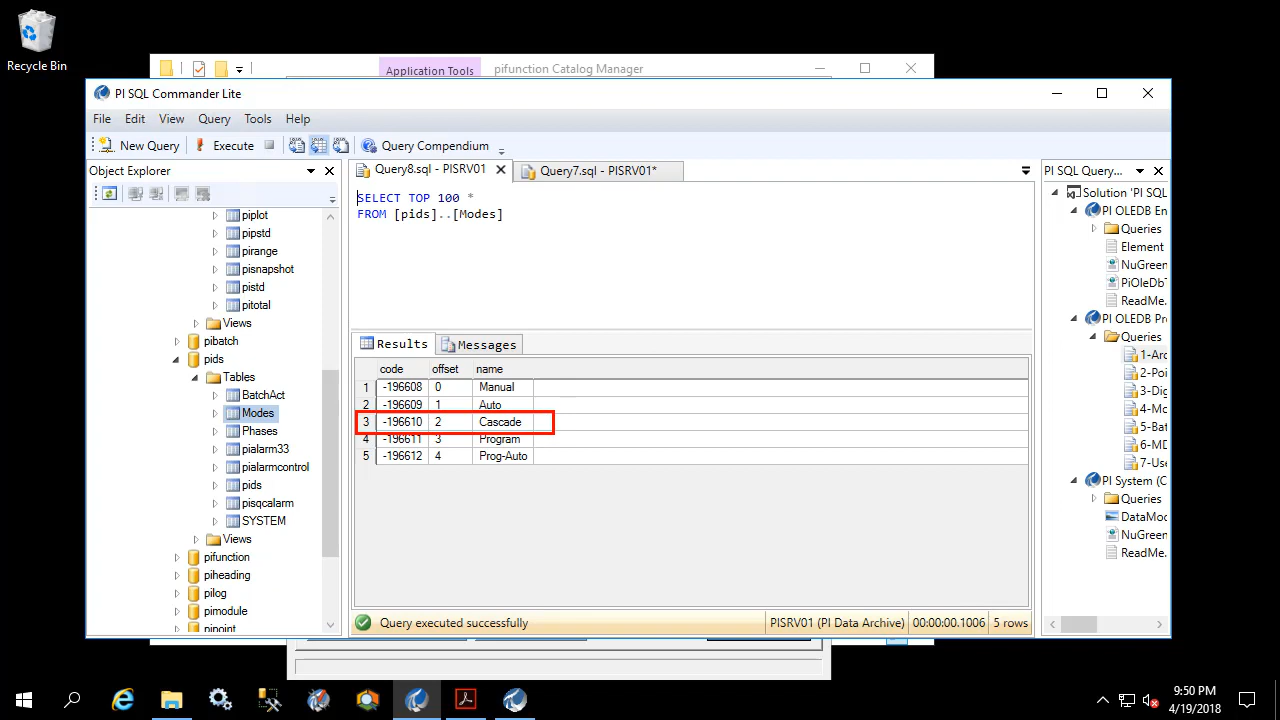 Recycle Bin
Application Tools
pifunction Catalog Manager
PI SQL Commander Lite
File Edit View Query Tools Help
New Query Execute Query Compendium
Object Explorer
piplot
pipstd
pirange
pisnapshot
pistd
pitotal
Views
pibatch
pids
Tables
BatchAct
Modes
Phases
pialarm33
pialarmcontrol
pids
pisqcalarm
SYSTEM
Views
pifunction
piheading
pilog
pimodule
pipoint
Query8.sql - PISRV01
Query7.sql - PISRV01*
SELECT TOP 100 *
FROM [pids]..[Modes]
Results Messages
code offset name
1 -196608 0 Manual
2 -196609 1 Auto
3 -196610 2 Cascade
4 -196611 3 Program
5 -196612 4 Prog-Auto
Query executed successfully
PISRV01 (PI Data Archive) 00:00:00.1006 5 rows
PI SQL Query...
Solution 'PI SQL
PI OLEDB En
Queries
Element
NuGreen
PiOleDb
ReadMe.
PI OLEDB Pro
Queries
1-Arc
2-Poi
3-Dig
4-Mo
5-Bat
6-MD
7-Use
PI System (C
Queries
DataMod
NuGreen
ReadMe.
9:50 PM
4/19/2018